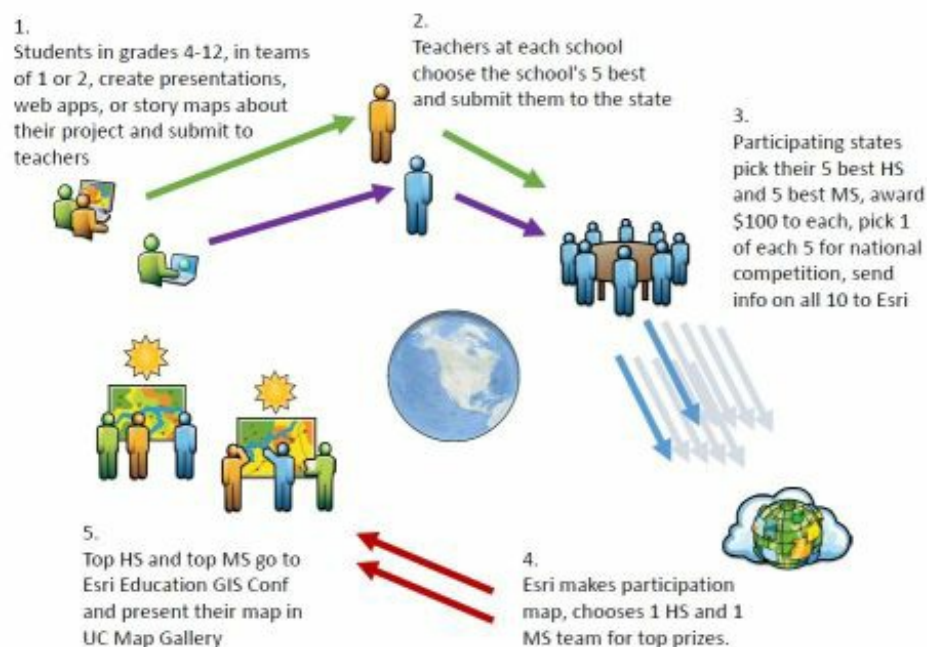 1.
Students in grades 4-12, in teams
of 1 or 2, create presentations,
web apps, or story maps about
their project and submit to
teachers
2.
Teachers at each school
choose the school's 5 best
and submit them to the state
3.
Participating states
pick their 5 best HS
and 5 best MS, award
$100 to each, pick 1
of each 5 for national
competition, send
info on all 10 to Esri
4.
Esri makes participation
map, chooses 1 HS and 1
MS team for top prizes.
5.
Top HS and top MS go to
Esri Education GIS Conf
and present their map in
UC Map Gallery